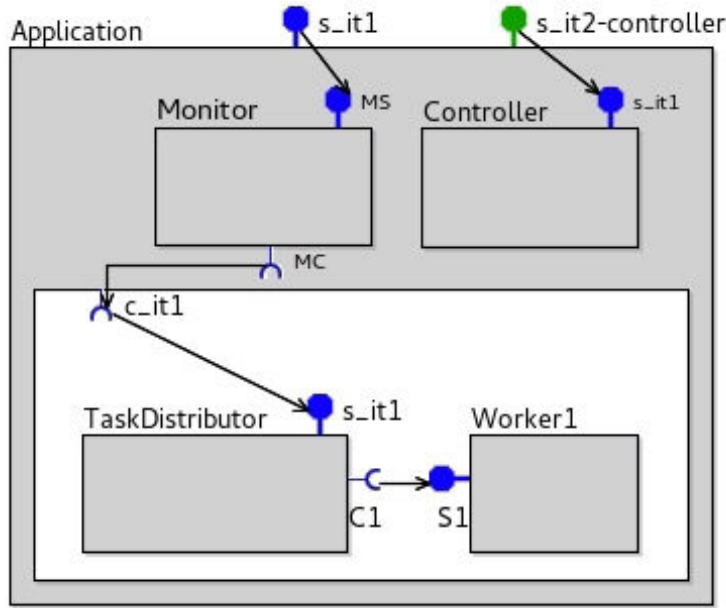 s_it1
s_it2-controller
Application
MS
s_it1
Monitor
Controller
MC
c_it1
s_it1
TaskDistributor
Worker1
C1
S1